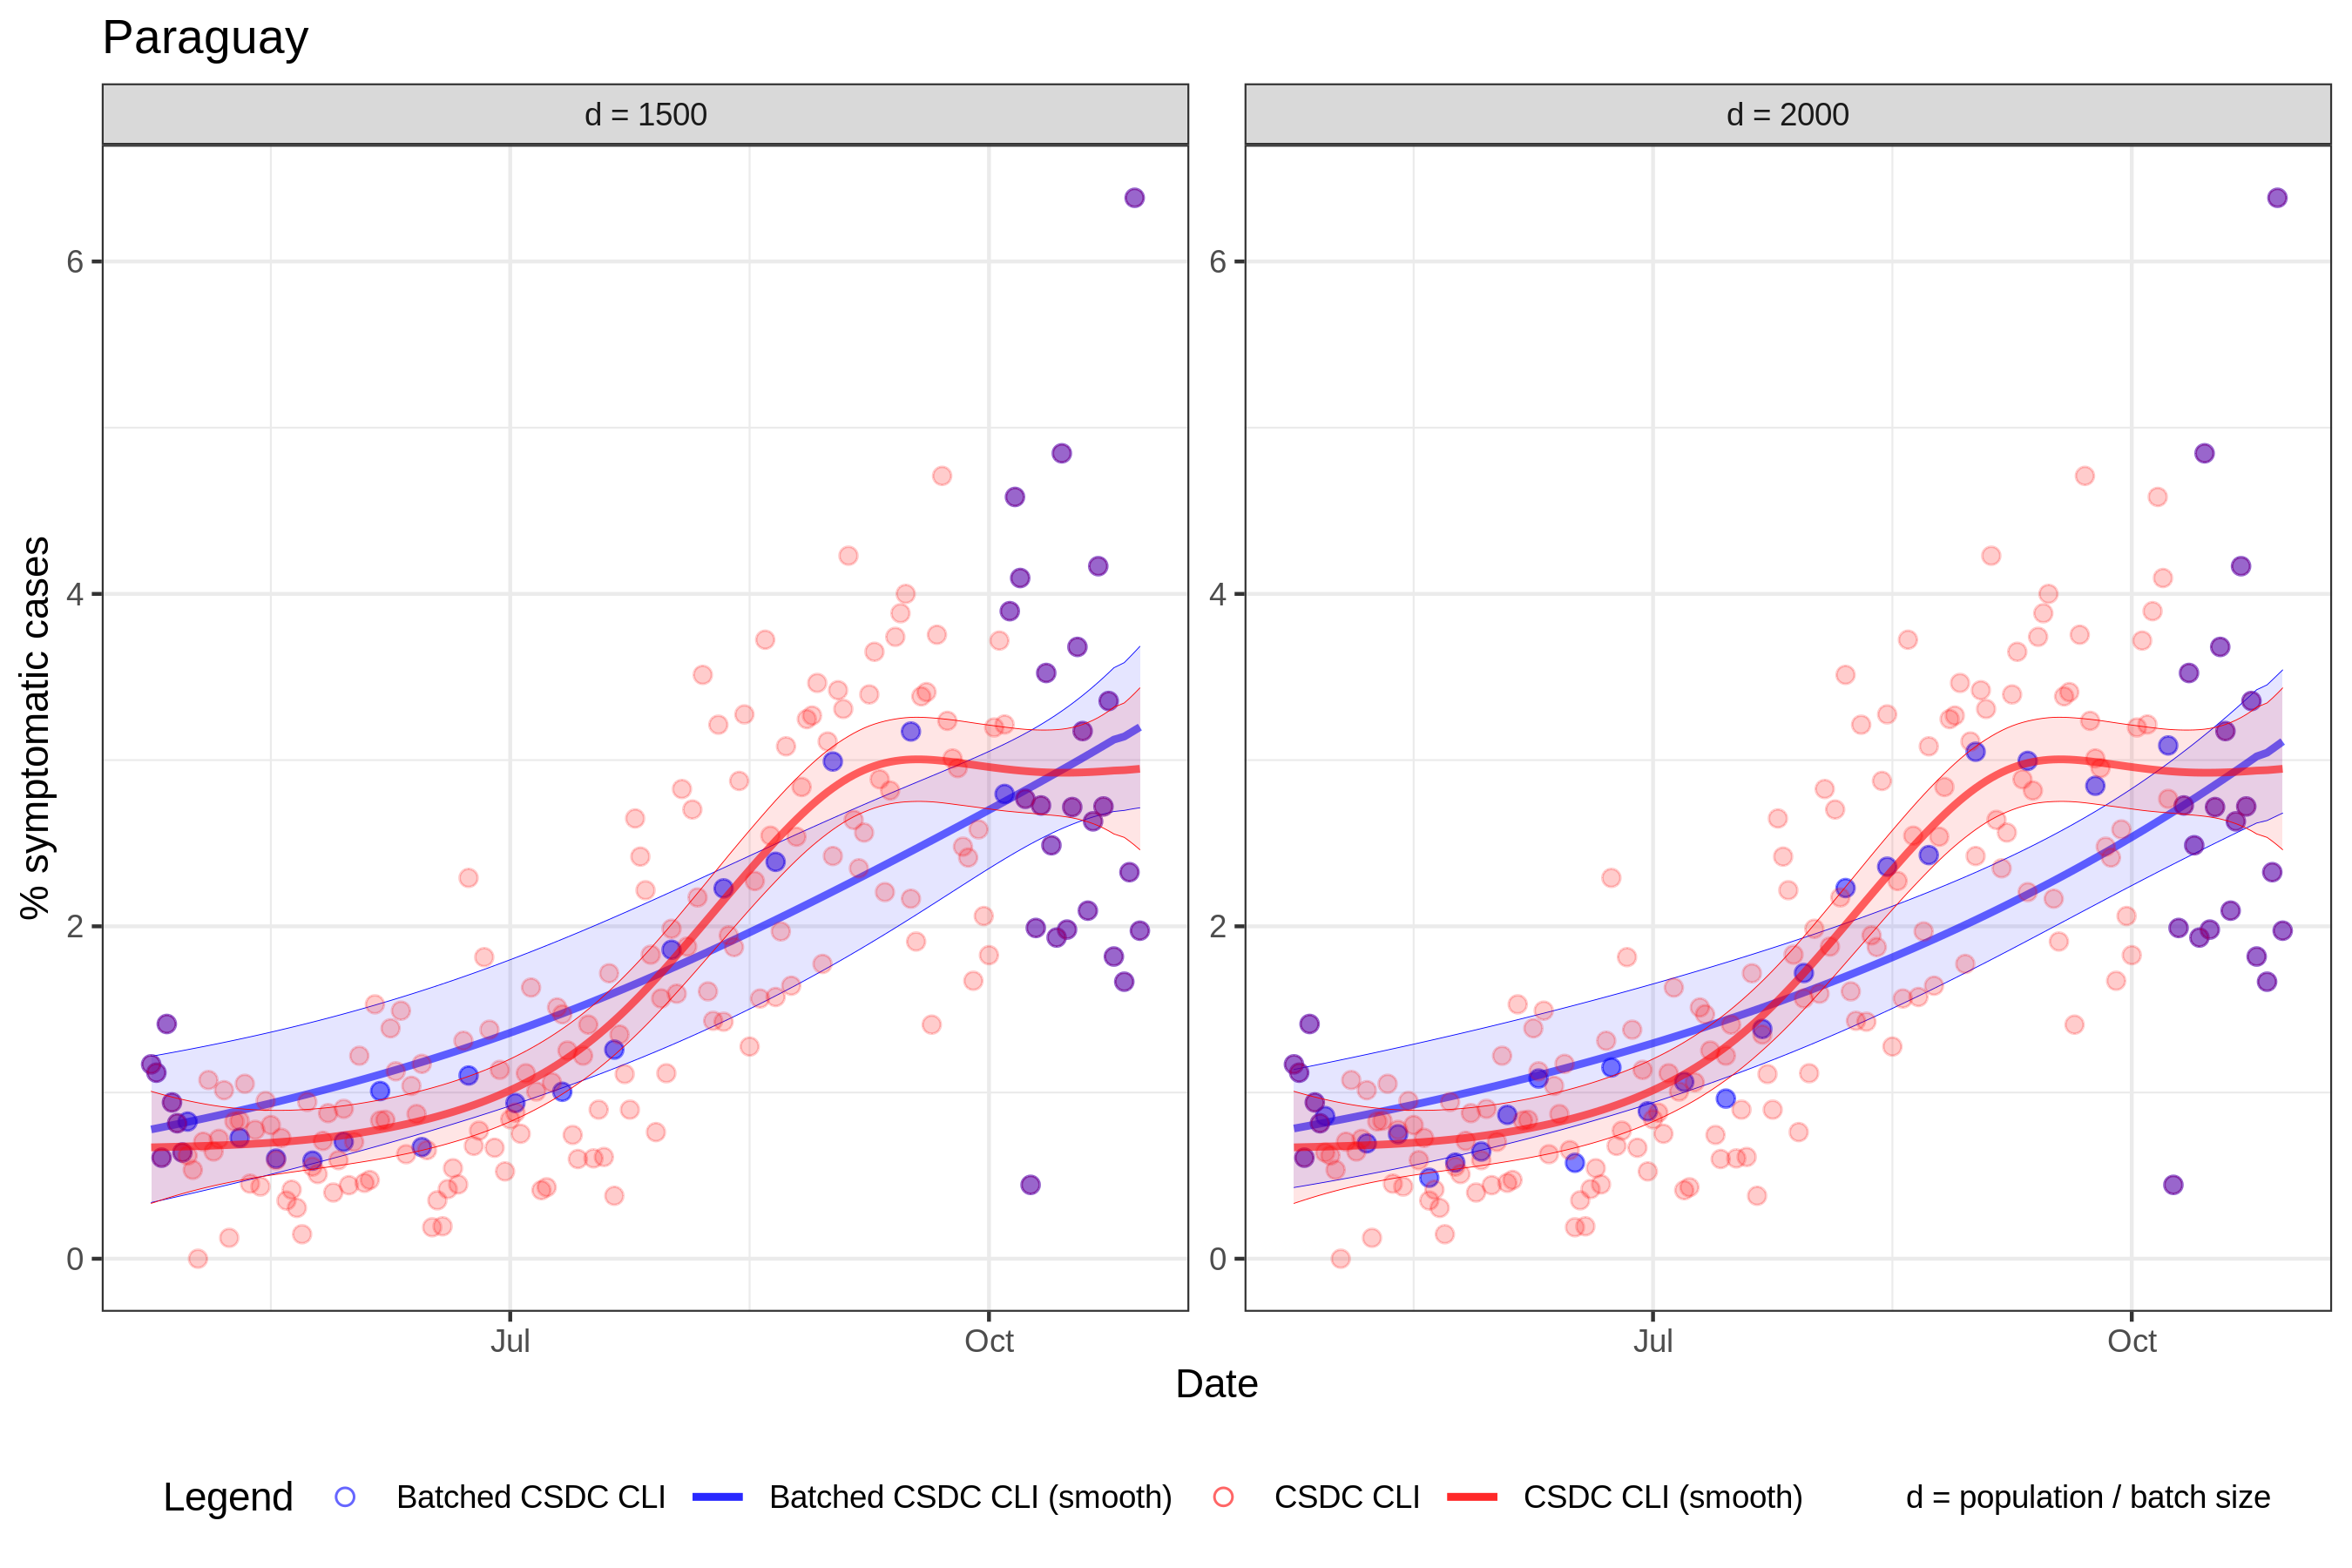 Paraguay
d = 1500
d = 2000
% symptomatic cases
6
4
2
0
6
4
2
0
Jul
Oct
Jul
Oct
Date
Legend
Batched CSDC CLI
Batched CSDC CLI (smooth)
CSDC CLI
CSDC CLI (smooth)
d = population / batch size